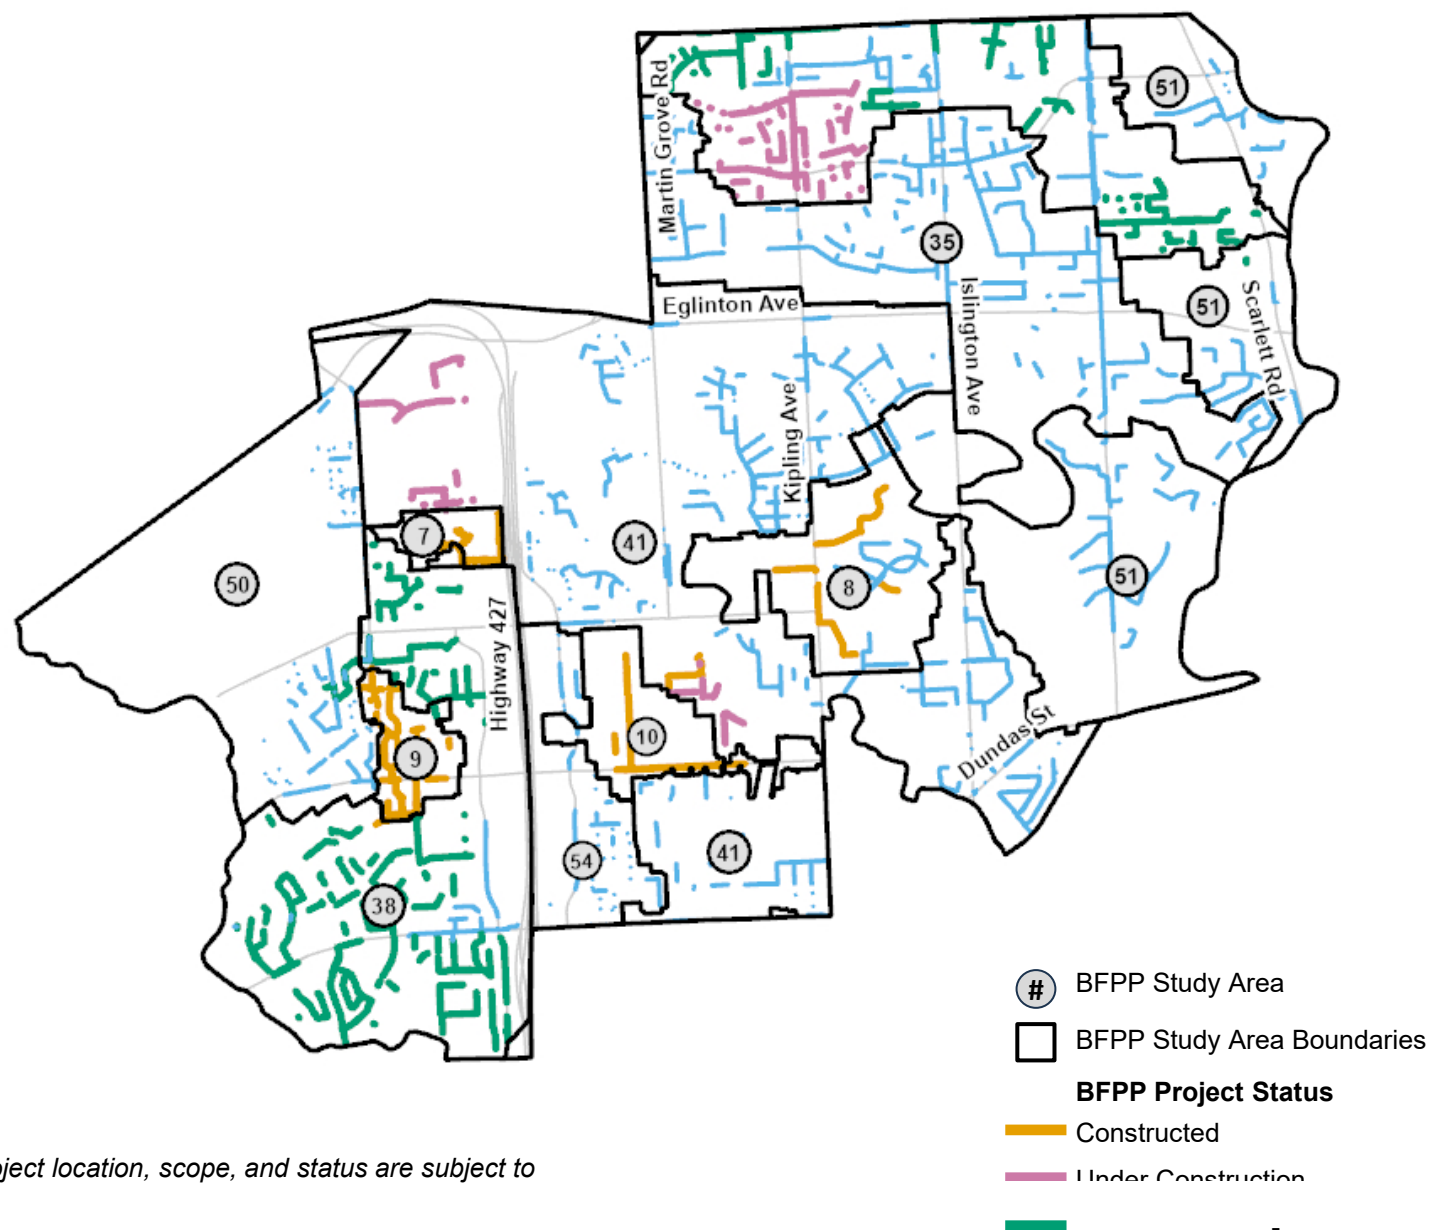 Martin Grove Rd
51
35
Eglinton Ave
Islington Ave
51
Scarlett Rd
Kipling Ave
7
41
50
8
51
Highway 427
10
9
Dundas St
54
41
38
# BFPP Study Area
BFPP Study Area Boundaries
BFPP Project Status
Constructed
Under Construction
ject location, scope, and status are subject to